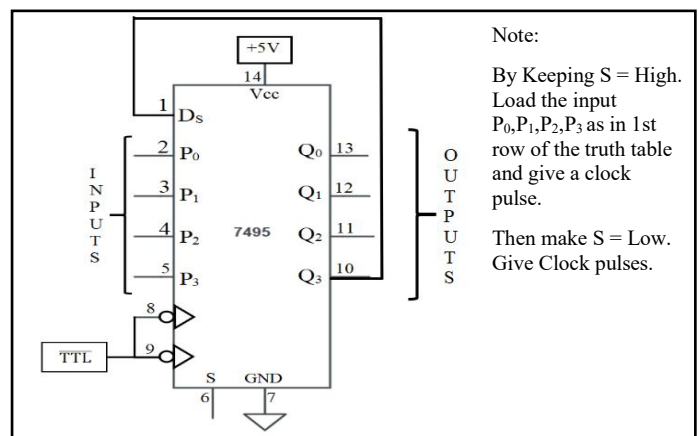 +5V
14
Vcc
1
Ds
2 P0
3 P1
4 P2
5 P3
INPUTS
7495
Q0 13
Q1 12
Q2 11
Q3 10
OUTPUTS
8
9
TTL
S
GND
6
7
Note:
By Keeping S = High.
Load the input
P0,P1,P2,P3 as in 1st
row of the truth table
and give a clock
pulse.
Then make S = Low.
Give Clock pulses.